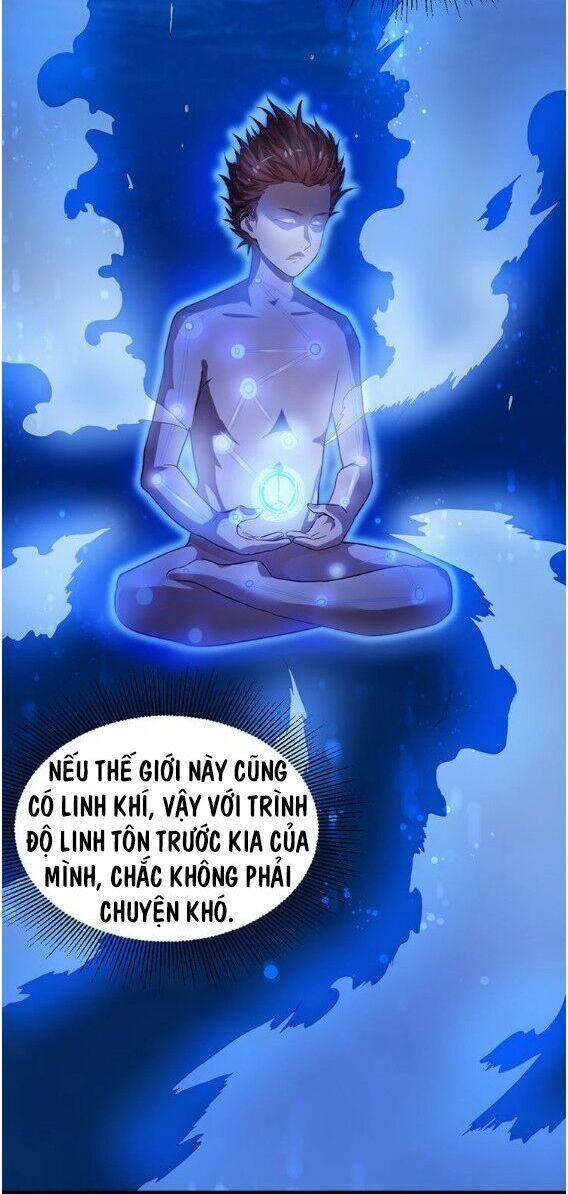 NẾU THẾ GIỚI NÀY CŨNG
CÓ LINH KHÍ, VẬY VỚI TRÌNH
ĐỘ LINH TÔN TRƯỚC KIA CỦA
MÌNH, CHẮC KHÔNG PHẢI
CHUYỆN KHÓ.